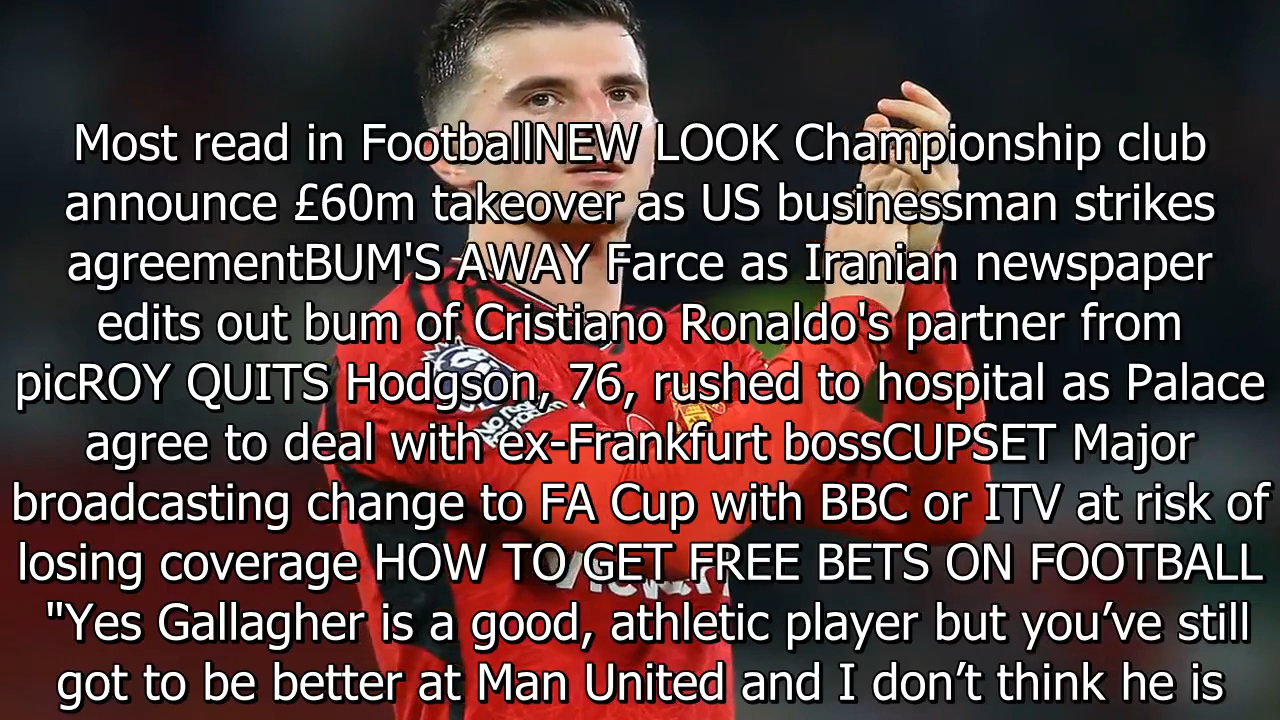 Most read in FootballNEW LOOK Championship club
announce £60m takeover as US businessman strikes
agreementBUM'S AWAY Farce as Iranian newspaper
edits out bum of Cristiano Ronaldo's partner from
picROY QUITS Hodgson, 76, rushed to hospital as Palace
agree to deal with ex-Frankfurt bossCUPSET Major
broadcasting change to FA Cup with BBC or ITV at risk of
losing coverage HOW TO GET FREE BETS ON FOOTBALL
"Yes Gallagher is a good, athletic player but you’ve still
got to be better at Man United and I don’t think he is